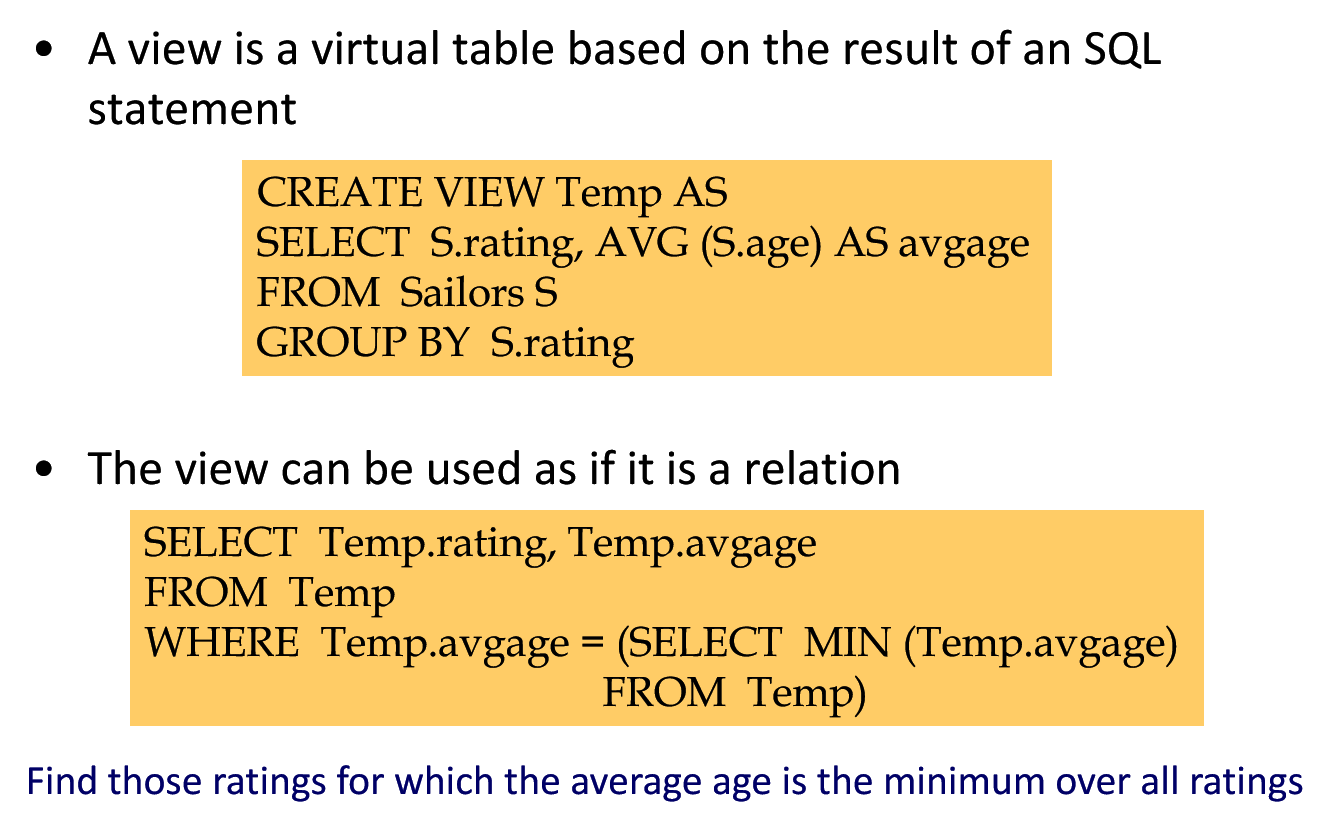 • A view is a virtual table based on the result of an SQL
statement
CREATE VIEW Temp AS
SELECT S.rating, AVG (S.age) AS avgage
FROM Sailors S
GROUP BY S.rating
• The view can be used as if it is a relation
SELECT Temp.rating, Temp.avgage
FROM Temp
WHERE Temp.avgage = (SELECT MIN (Temp.avgage)
FROM Temp)
Find those ratings for which the average age is the minimum over all ratings